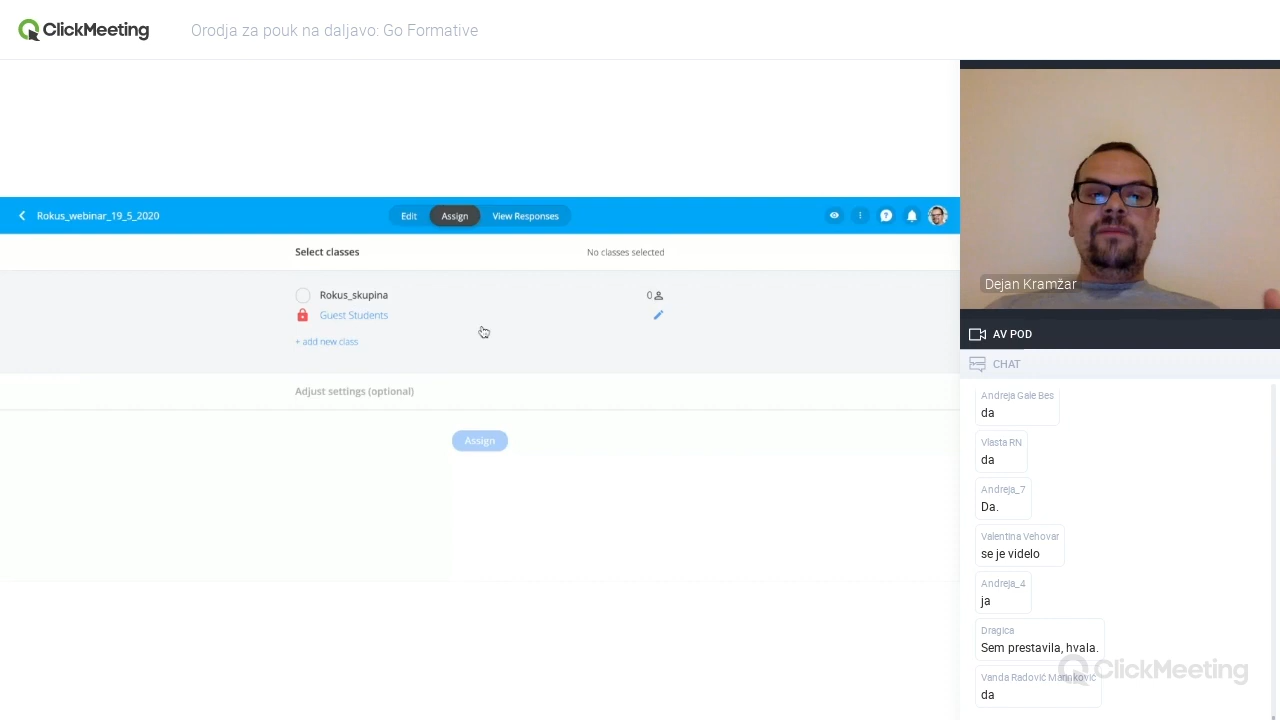 ClickMeeting
Orodja za pouk na daljavo: Go Formative
Rokus_webinar_19_5_2020
Edit
Assign
View Responses
Select classes
No classes selected
Rokus_skupina
0
Guest Students
+ add new class
Adjust settings (optional)
Assign
Dejan Kramžar
AV POD
CHAT
Andreja Gale Bes
da
Vlasta RN
da
Andreja_7
Da.
Valentina Vehovar
se je videlo
Andreja_4
ja
Dragica
Sem prestavila, hvala.
Vanda Radović Marinković
da
ClickMeeting